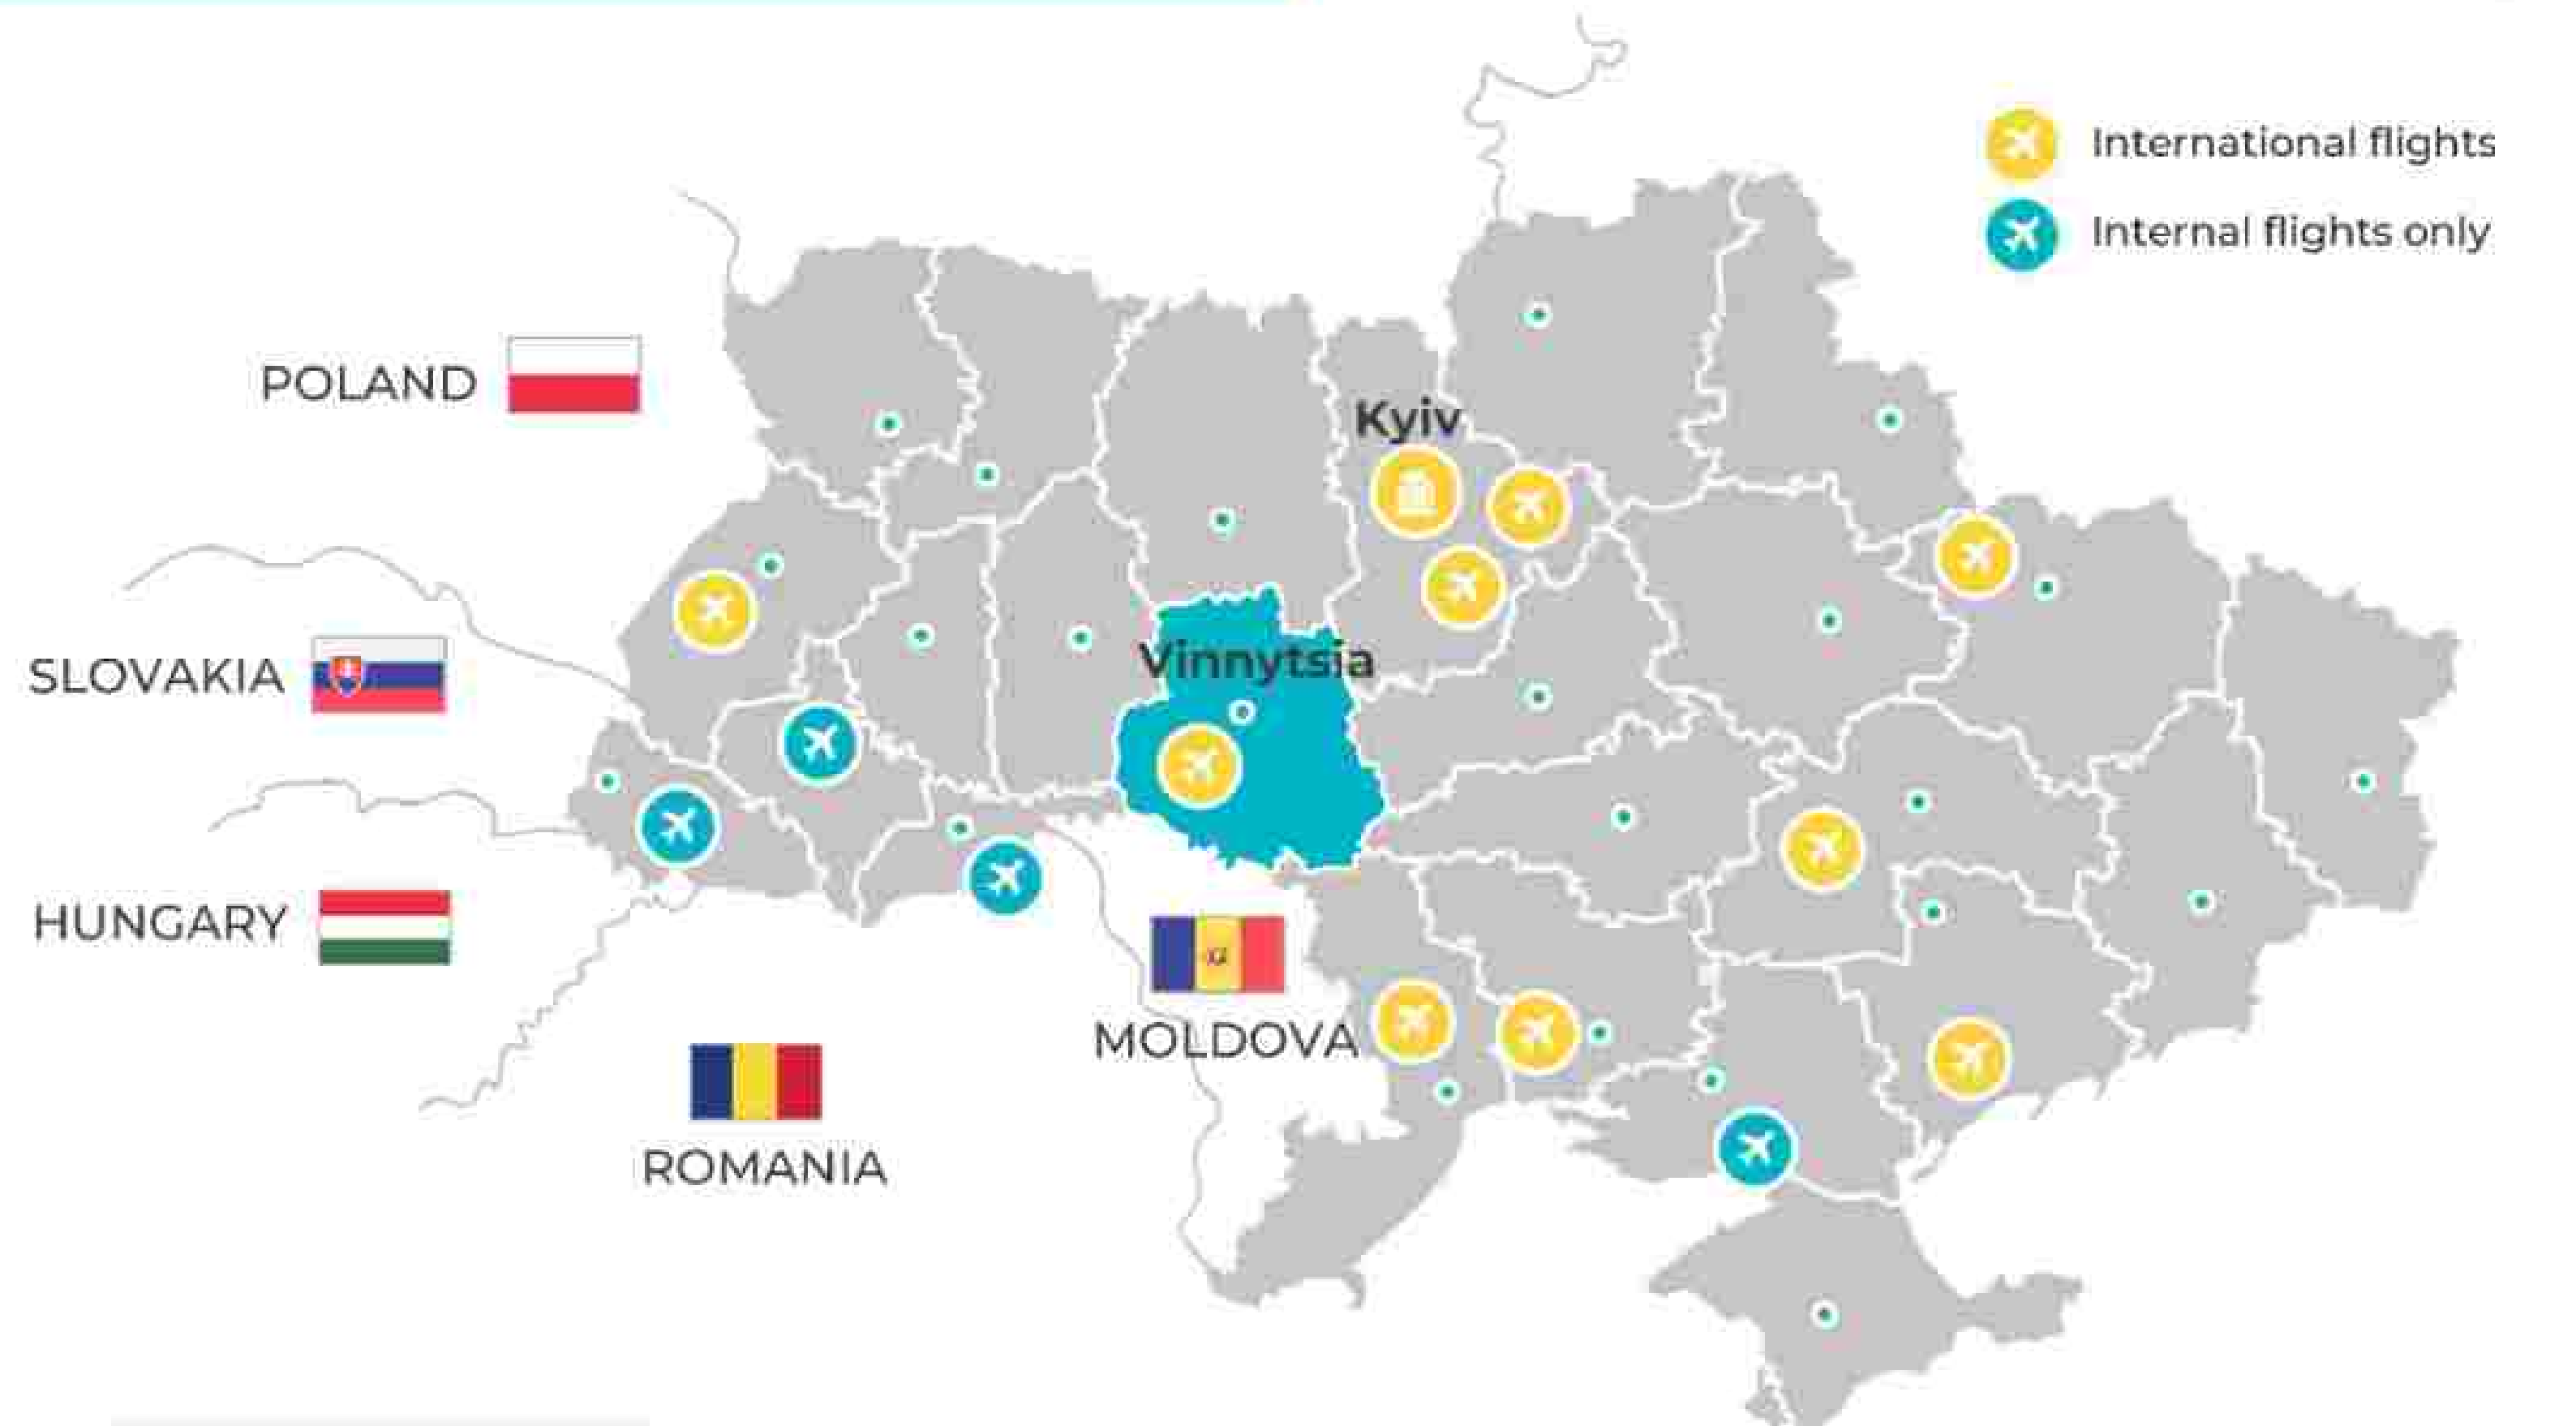 International flights
Internal flights only
POLAND
Kyiv
Vinnytsia
SLOVAKIA
HUNGARY
MOLDOVA
ROMANIA